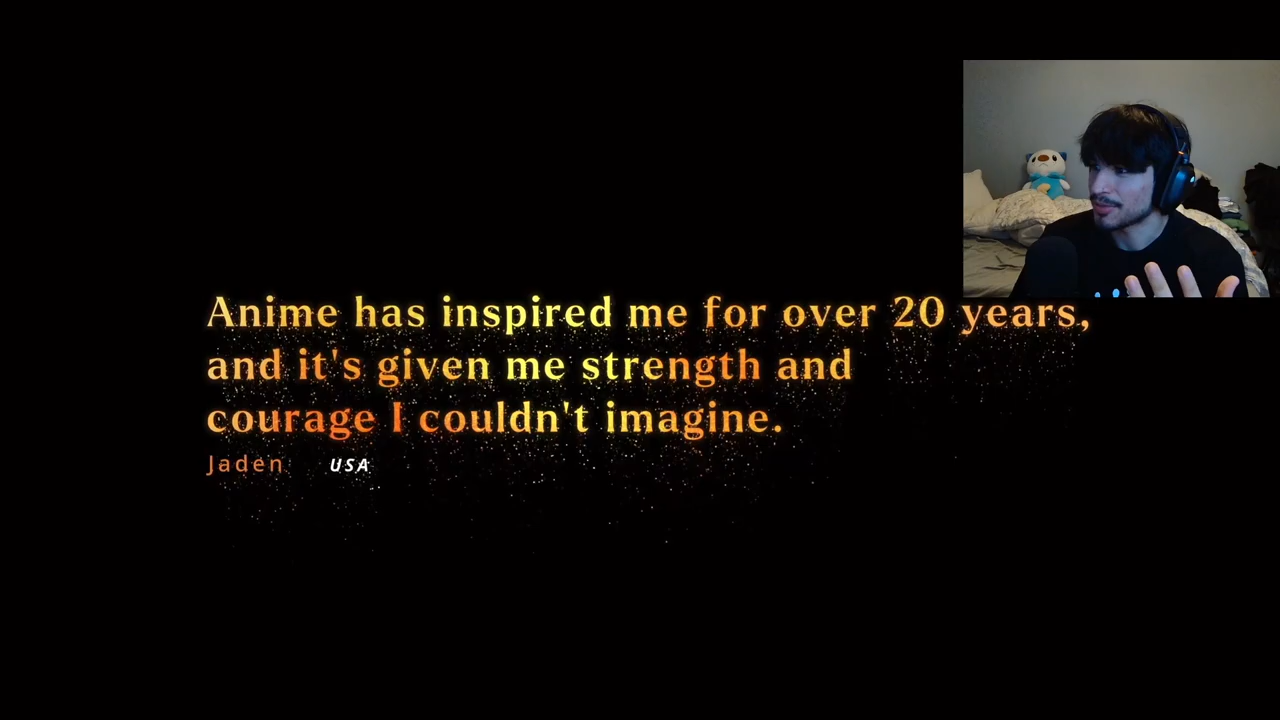 Anime has inspired me for over 20 years,
and it's given me strength and
courage I couldn't imagine.
Jaden USA